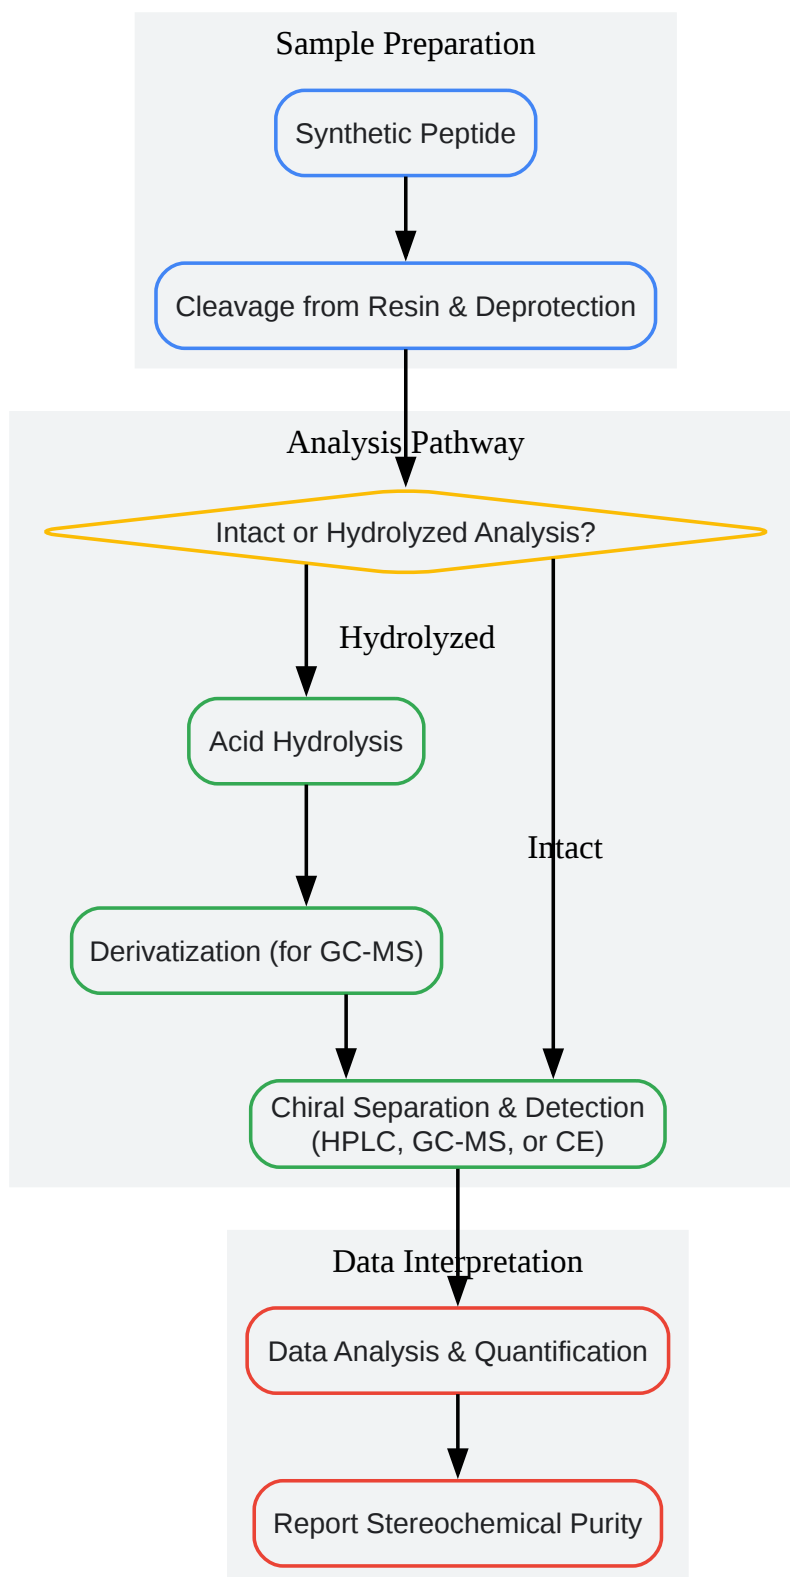 Sample Preparation
Synthetic Peptide
Cleavage from Resin & Deprotection
Analysis Pathway
Intact or Hydrolyzed Analysis?
Hydrolyzed
Acid Hydrolysis
Intact
Derivatization (for GC-MS)
Chiral Separation & Detection
(HPLC, GC-MS, or CE)
Data Interpretation
Data Analysis & Quantification
Report Stereochemical Purity